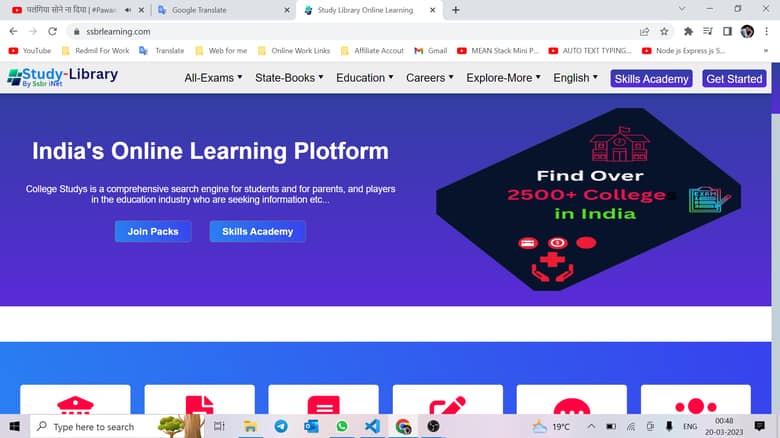 पलंगिया सोने ना दिया | #Pawan
Google Translate
Study Library Online Learning
ssbrlearning.com
YouTube
Redmil For Work
Translate
Web for me
Online Work Links
Affiliate Accout
Gmail
MEAN Stack Mini P...
AUTO TEXT TYPING...
Node js Express js S...
Study-Library
By Ssbr iNet
All-Exams
State-Books
Education
Careers
Explore-More
English
Skills Academy
Get Started
India's Online Learning Plotform
College Studys is a comprehensive search engine for students and for parents, and players
in the education industry who are seeking information etc...
Join Packs
Skills Academy
Find Over
2500+ Colleges
in India
EXAM
Type here to search
19°C
ENG
00:48
20-03-2023